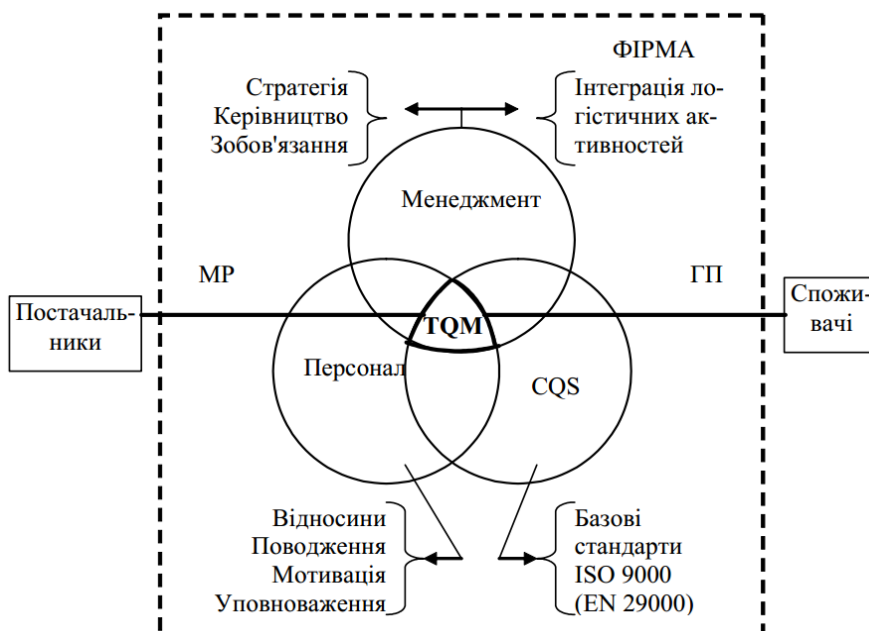 ФІРМА
Стратегія
Керівництво
Зобов'язання
Інтеграція ло-
гістичних ак-
тивностей
Менеджмент
МР
ГП
Постачаль-
ники
TQM
Спожи-
вачі
Персонал
CQS
Відносини
Поводження
Мотивація
Уповноваження
Базові
стандарти
ISO 9000
(EN 29000)